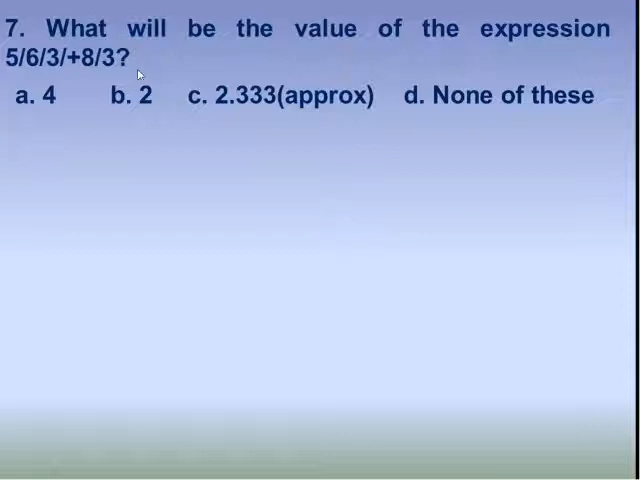 7. What will be the value of the expression
5/6/3/+8/3?
a. 4 b. 2 c. 2.333(approx) d. None of these